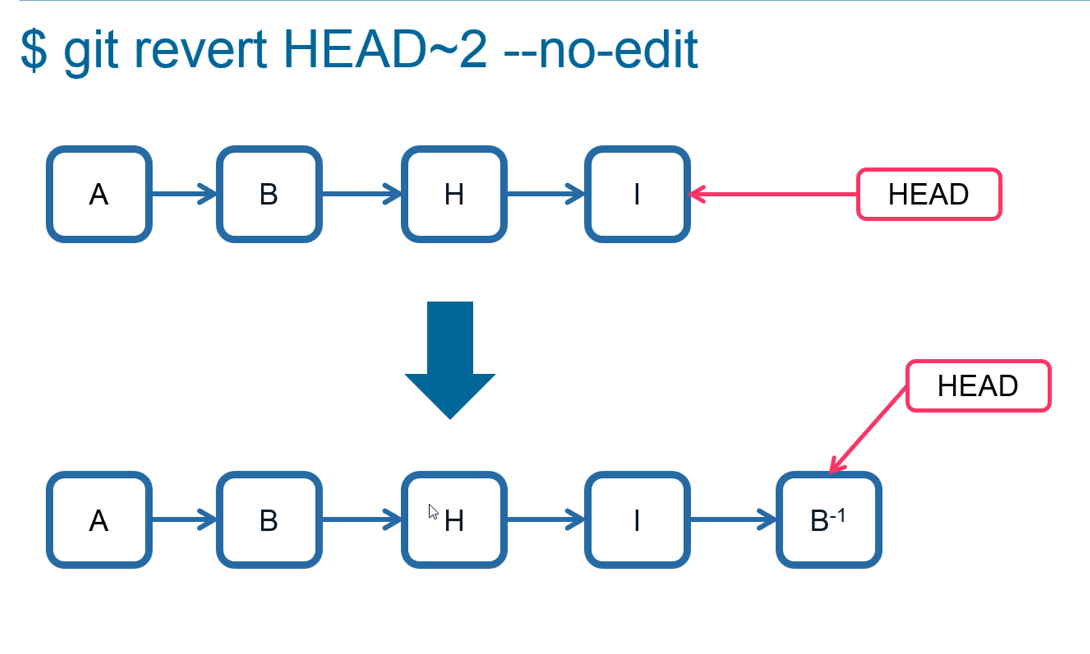 $ git revert HEAD~2 --no-edit
A B H I HEAD
HEAD
A B H I B-1